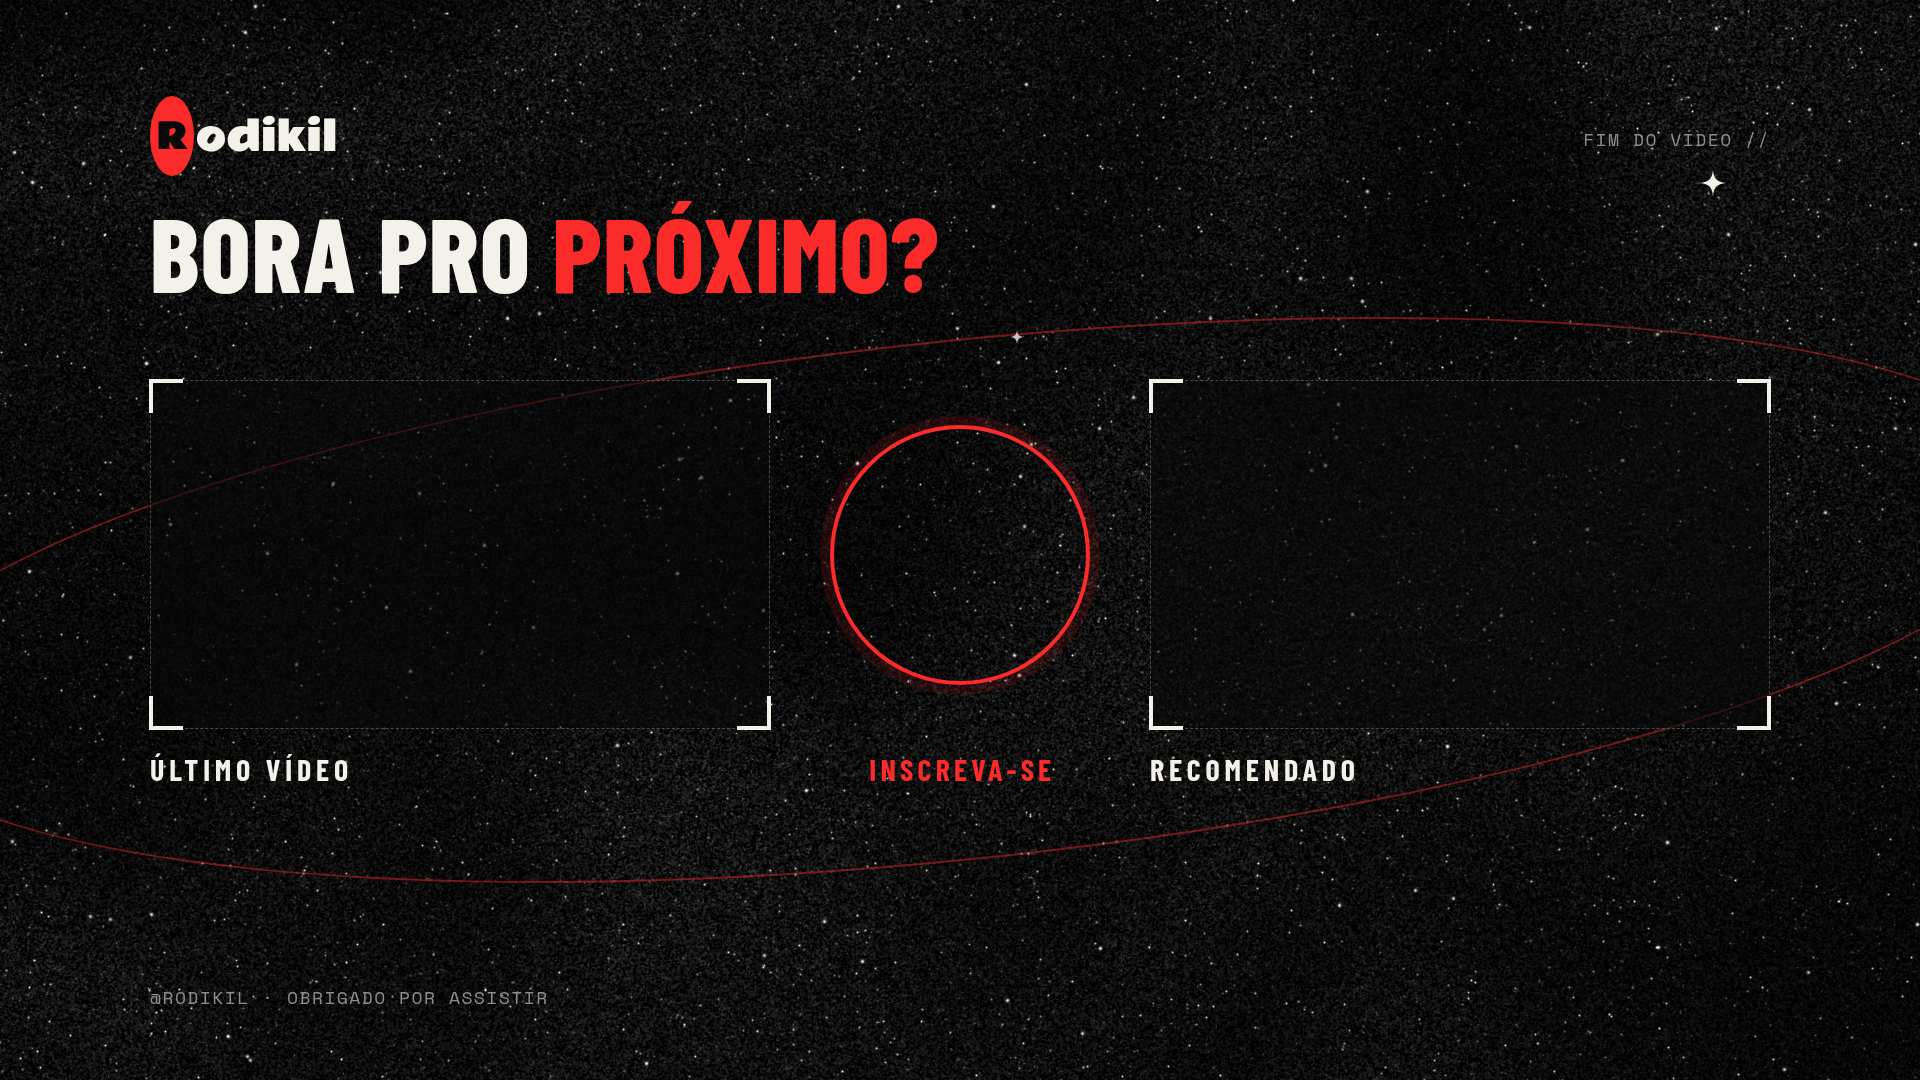 Rodikil
FIM DO VÍDEO //
BORA PRO PRÓXIMO?
ÚLTIMO VÍDEO
INSCREVA-SE
RECOMENDADO
@RODIKIL · OBRIGADO POR ASSISTIR